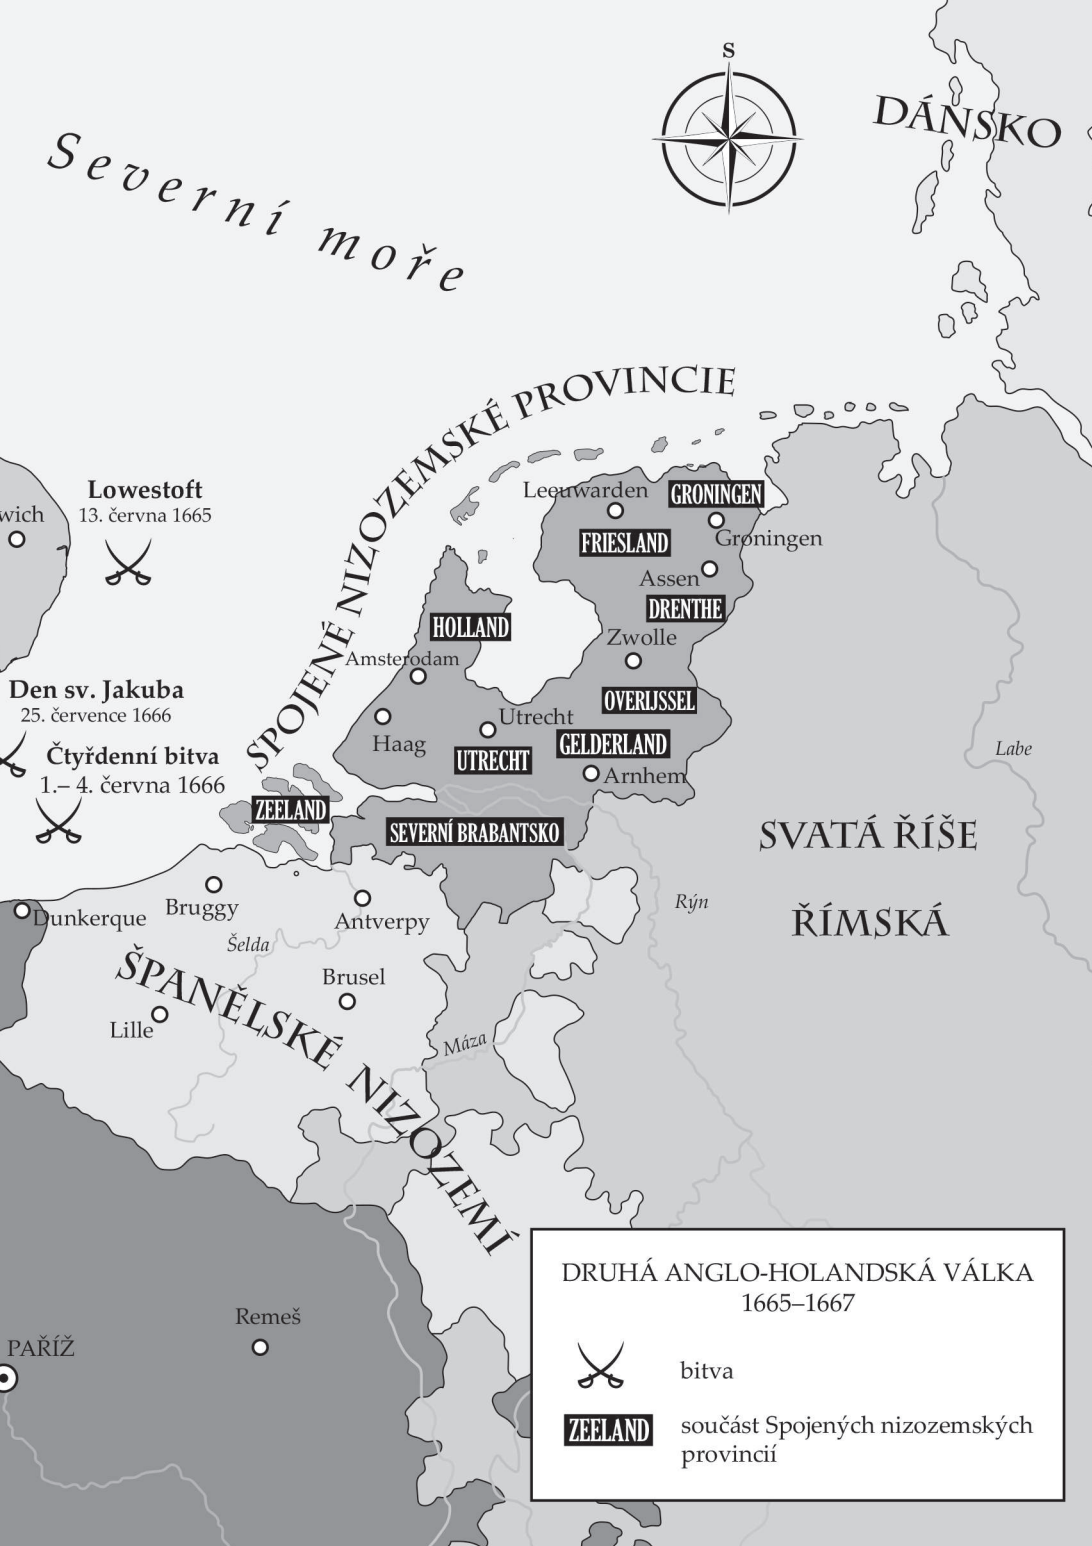 S
DÁNSKO
Severní moře
SPOJENÉ NIZOZEMSKÉ PROVINCIE
Lowestoft
13. června 1665
wich
Leeuwarden
GRONINGEN
Groningen
FRIESLAND
Assen
DRENTHE
HOLLAND
Zwolle
Amsterodam
OVERIJSSEL
Den sv. Jakuba
25. července 1666
Čtyřdenní bitva
1.– 4. června 1666
Haag
Utrecht
UTRECHT
GELDERLAND
Arnhem
Labe
ZEELAND
SEVERNÍ BRABANTSKO
SVATÁ ŘÍŠE
ŘÍMSKÁ
Rýn
Dunkerque
Bruggy
Antverpy
Šelda
ŠPANĚLSKÉ NIZOZEMÍ
Brusel
Lille
Máza
Remeš
PAŘÍŽ
DRUHÁ ANGLO-HOLANDSKÁ VÁLKA
1665–1667
bitva
ZEELAND
součást Spojených nizozemských
provincií